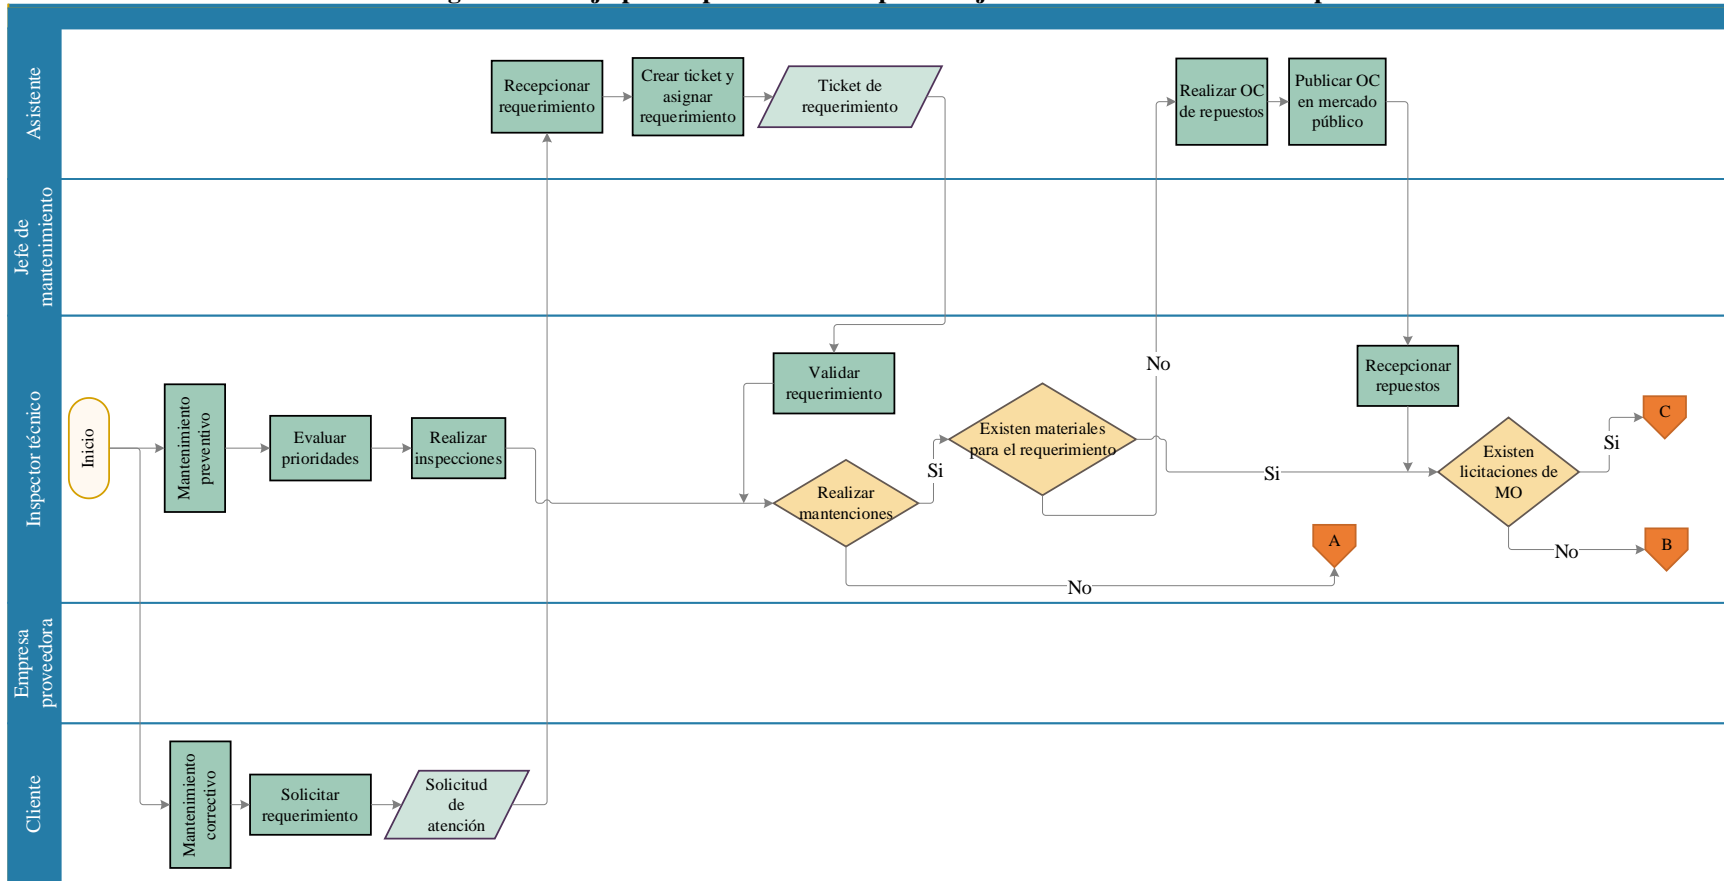 Asistente
Recepcionar
requerimiento
Crear ticket y
asignar
requerimiento
Ticket de
requerimiento
Realizar OC
de repuestos
Publicar OC
en mercado
público
Jefe de
mantenimiento
Inspector técnico
Inicio
Mantenimiento
preventivo
Evaluar
prioridades
Realizar
inspecciones
Validar
requerimiento
Realizar
mantenciones
Si
No
Existen materiales
para el requerimiento
No
Si
Recepcionar
repuestos
Existen
licitaciones de
MO
Si
No
A
C
B
Empresa
proveedora
Cliente
Mantenimiento
correctivo
Solicitar
requerimiento
Solicitud
de
atención